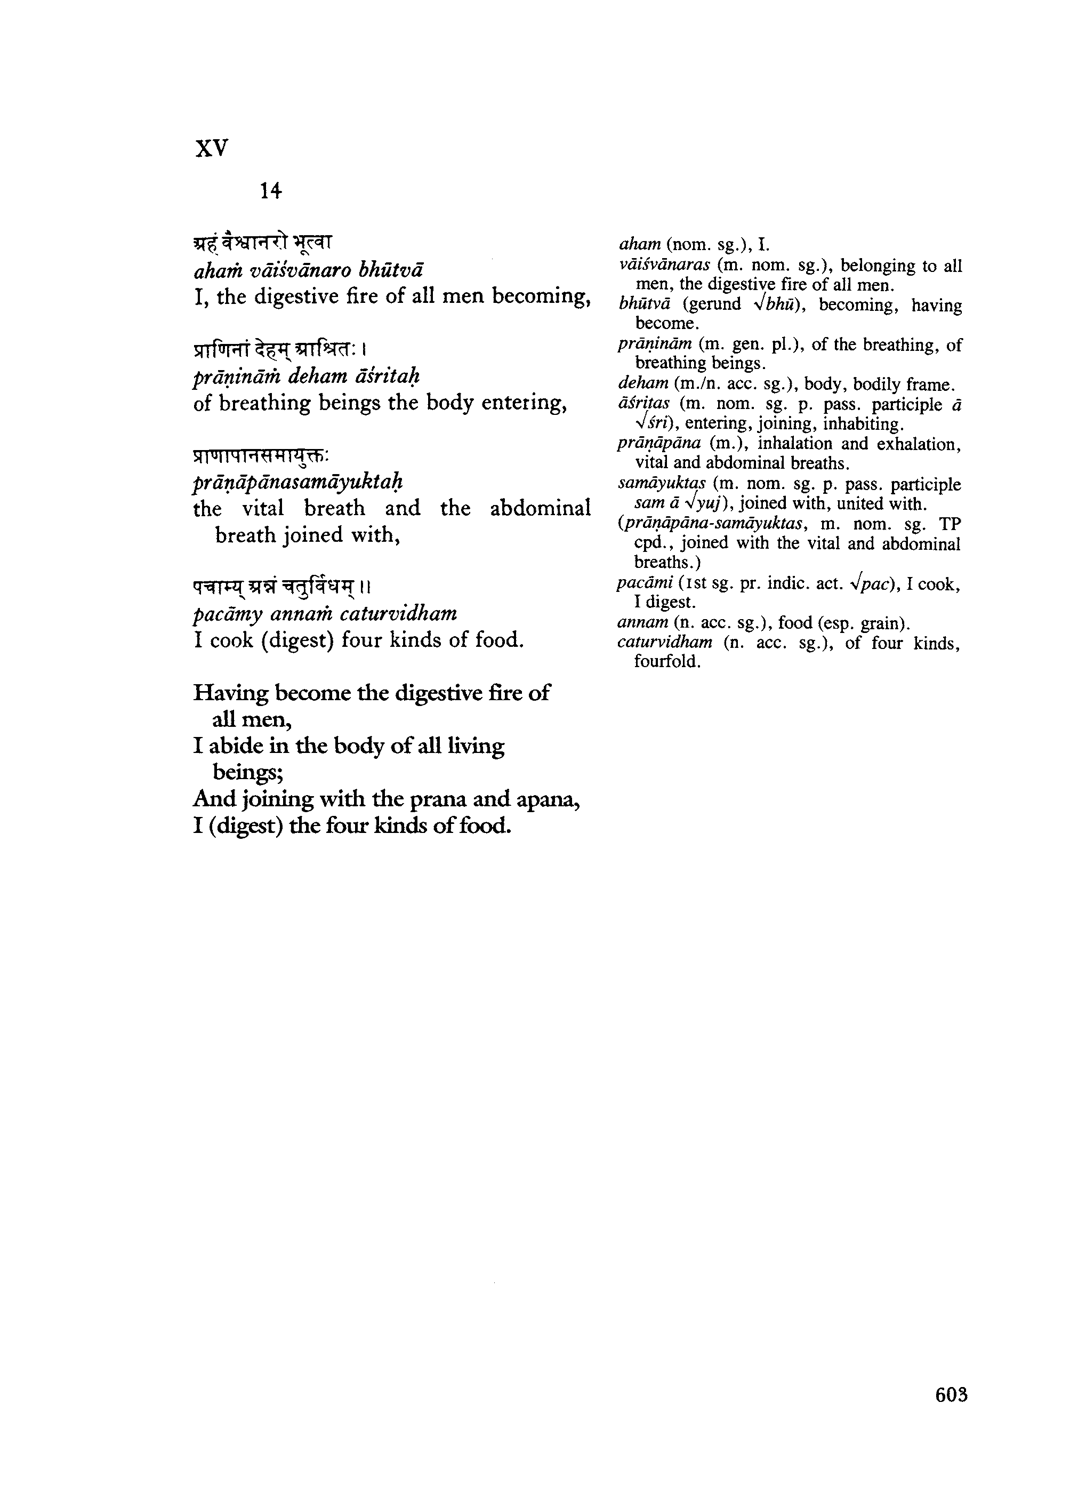 XV
14
अहं वैश्वानरो भूत्वा
ahaṁ vāiśvānaro bhūtvā
I, the digestive fire of all men becoming,
प्राणिनां देहम् आश्रितः ।
prāṇināṁ deham āśritaḥ
of breathing beings the body entering,
प्राणापानसमायुक्तः
prāṇāpānasamāyuktaḥ
the vital breath and the abdominal
breath joined with,
पचाम्य् अन्नं चतुर्विधम् ॥
pacāmy annaṁ caturvidham
I cook (digest) four kinds of food.
Having become the digestive fire of
all men,
I abide in the body of all living
beings;
And joining with the prana and apana,
I (digest) the four kinds of food.
aham (nom. sg.), I.
vāiśvānaras (m. nom. sg.), belonging to all
men, the digestive fire of all men.
bhūtvā (gerund √bhū), becoming, having
become.
prāṇinām (m. gen. pl.), of the breathing, of
breathing beings.
deham (m./n. acc. sg.), body, bodily frame.
āśritas (m. nom. sg. p. pass. participle ā
√śri), entering, joining, inhabiting.
prāṇāpāna (m.), inhalation and exhalation,
vital and abdominal breaths.
samāyuktas (m. nom. sg. p. pass. participle
sam ā √yuj), joined with, united with.
(prāṇāpāna-samāyuktas, m. nom. sg. TP
cpd., joined with the vital and abdominal
breaths.)
pacāmi (1st sg. pr. indic. act. √pac), I cook,
I digest.
annam (n. acc. sg.), food (esp. grain).
caturvidham (n. acc. sg.), of four kinds,
fourfold.
603